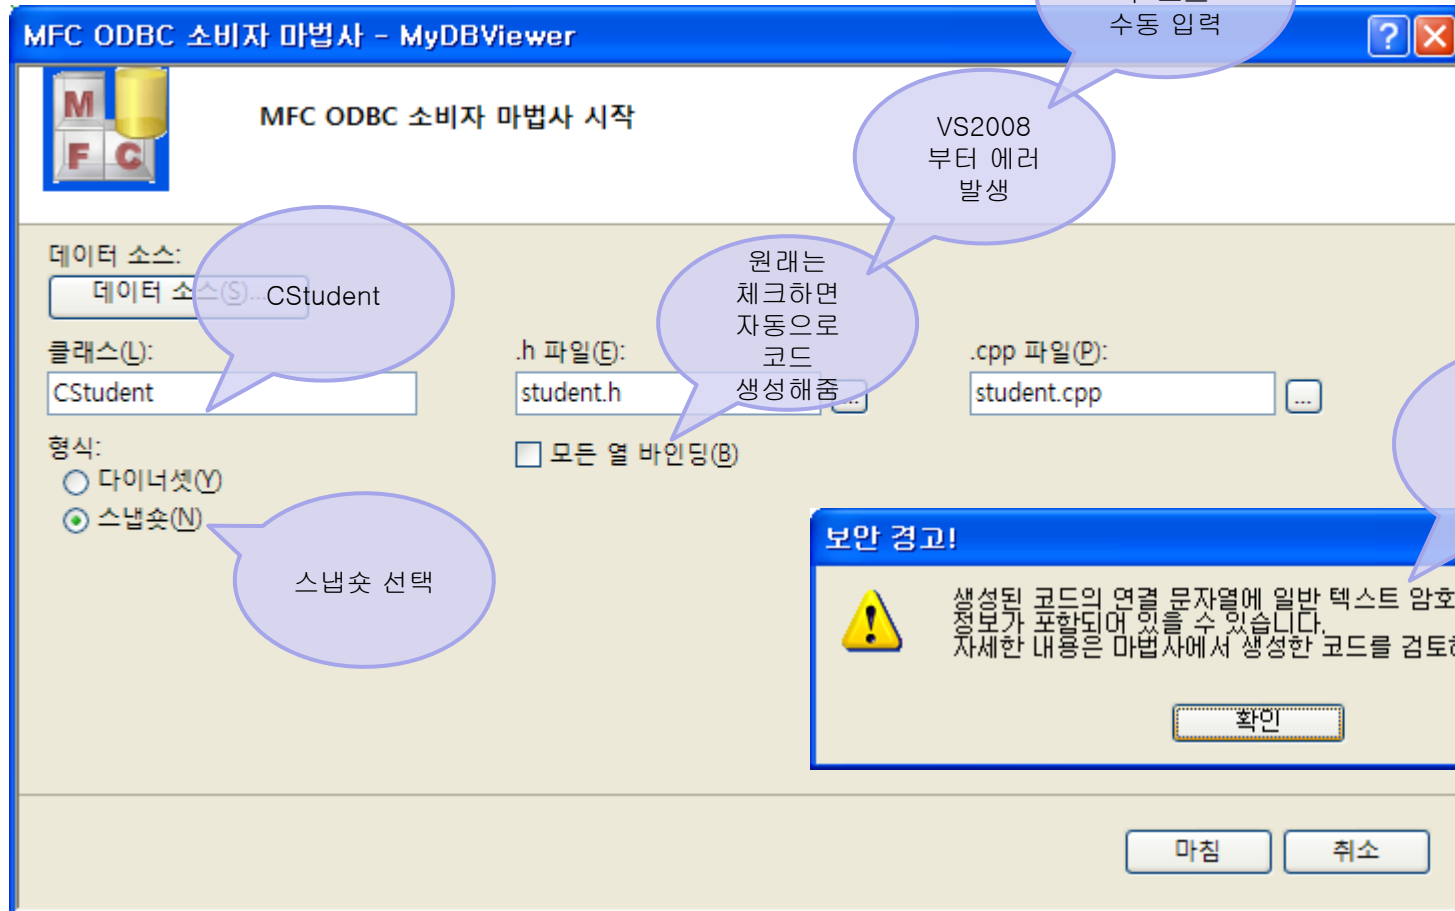 수동 입력
MFC ODBC 소비자 마법사 - MyDBViewer
M
F C
MFC ODBC 소비자 마법사 시작
VS2008
부터 에러
발생
원래는
체크하면
자동으로
코드
생성해줌
데이터 소스:
데이터 소스(S)...
CStudent
클래스(L):
.h 파일(E):
.cpp 파일(P):
CStudent
student.h
...
student.cpp
...
형식:
다이너셋(Y)
스냅숏(N)
모든 열 바인딩(B)
스냅숏 선택
보안 경고!
생성된 코드의 연결 문자열에 일반 텍스트 암호
정보가 포함되어 있을 수 있습니다.
자세한 내용은 마법사에서 생성한 코드를 검토
확인
마침
취소